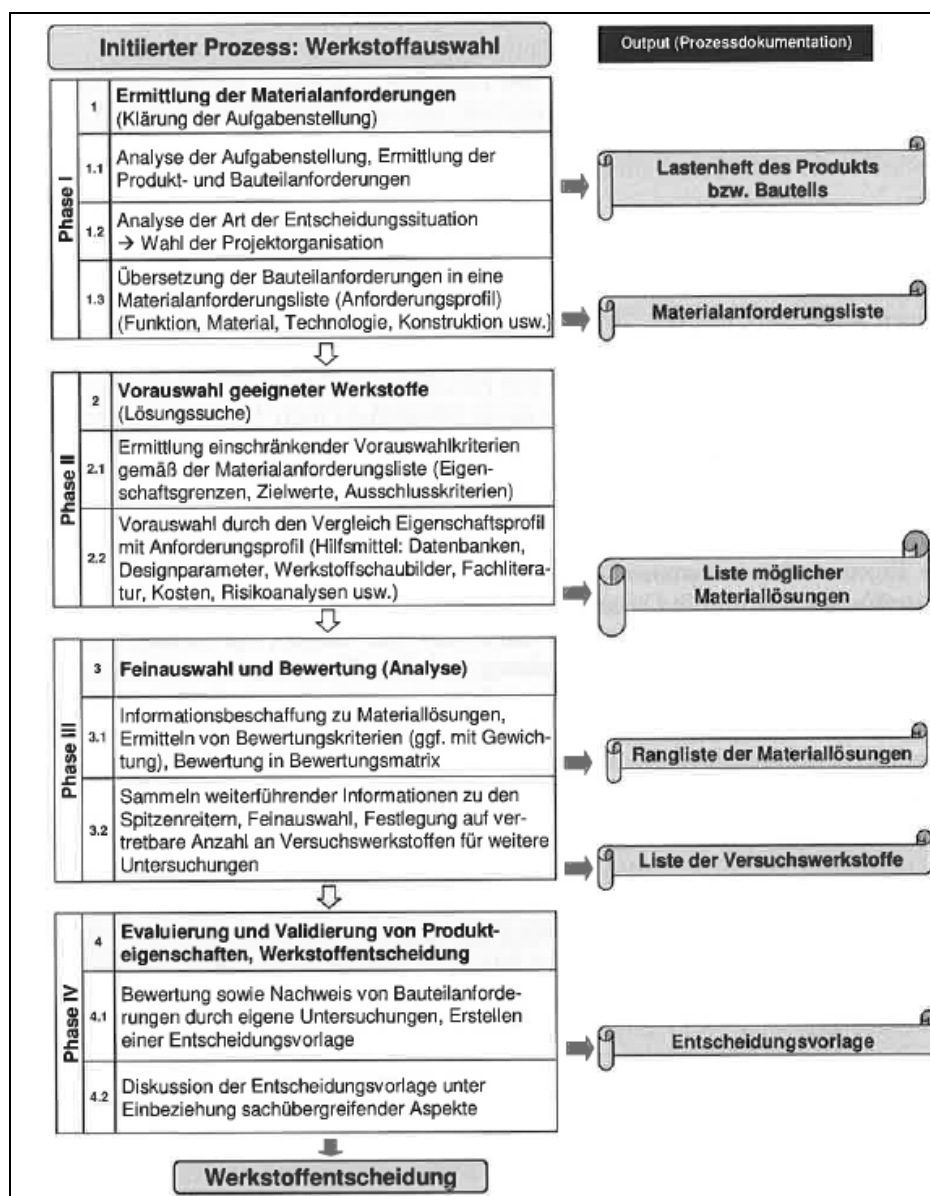 Initiierter Prozess: Werkstoffauswahl
Output (Prozessdokumentation)
Phase I
1
Ermittlung der Materialanforderungen
(Klärung der Aufgabenstellung)
1.1
Analyse der Aufgabenstellung, Ermittlung der
Produkt- und Bauteilanforderungen
Lastenheft des Produkts
bzw. Bauteils
1.2
Analyse der Art der Entscheidungssituation
→ Wahl der Projektorganisation
1.3
Übersetzung der Bauteilanforderungen in eine
Materialanforderungsliste (Anforderungsprofil)
(Funktion, Material, Technologie, Konstruktion usw.)
Materialanforderungsliste
Phase II
2
Vorauswahl geeigneter Werkstoffe
(Lösungssuche)
2.1
Ermittlung einschränkender Vorauswahlkriterien
gemäß der Materialanforderungsliste (Eigen-
schaftsgrenzen, Zielwerte, Ausschlusskriterien)
2.2
Vorauswahl durch den Vergleich Eigenschaftsprofil
mit Anforderungsprofil (Hilfsmittel: Datenbanken,
Designparameter, Werkstoffschaubilder, Fachlitera-
tur, Kosten, Risikoanalysen usw.)
Liste möglicher
Materiallösungen
Phase III
3
Feinauswahl und Bewertung (Analyse)
3.1
Informationsbeschaffung zu Materiallösungen,
Ermitteln von Bewertungskriterien (ggf. mit Gewich-
tung), Bewertung in Bewertungsmatrix
Rangliste der Materiallösungen
3.2
Sammeln weiterführender Informationen zu den
Spitzenreitern, Feinauswahl, Festlegung auf ver-
tretbare Anzahl an Versuchswerkstoffen für weitere
Untersuchungen
Liste der Versuchswerkstoffe
Phase IV
4
Evaluierung und Validierung von Produkt-
eigenschaften, Werkstoffentscheidung
4.1
Bewertung sowie Nachweis von Bauteilanforde-
rungen durch eigene Untersuchungen, Erstellen
einer Entscheidungsvorlage
Entscheidungsvorlage
4.2
Diskussion der Entscheidungsvorlage unter
Einbeziehung sachübergreifender Aspekte
Werkstoffentscheidung